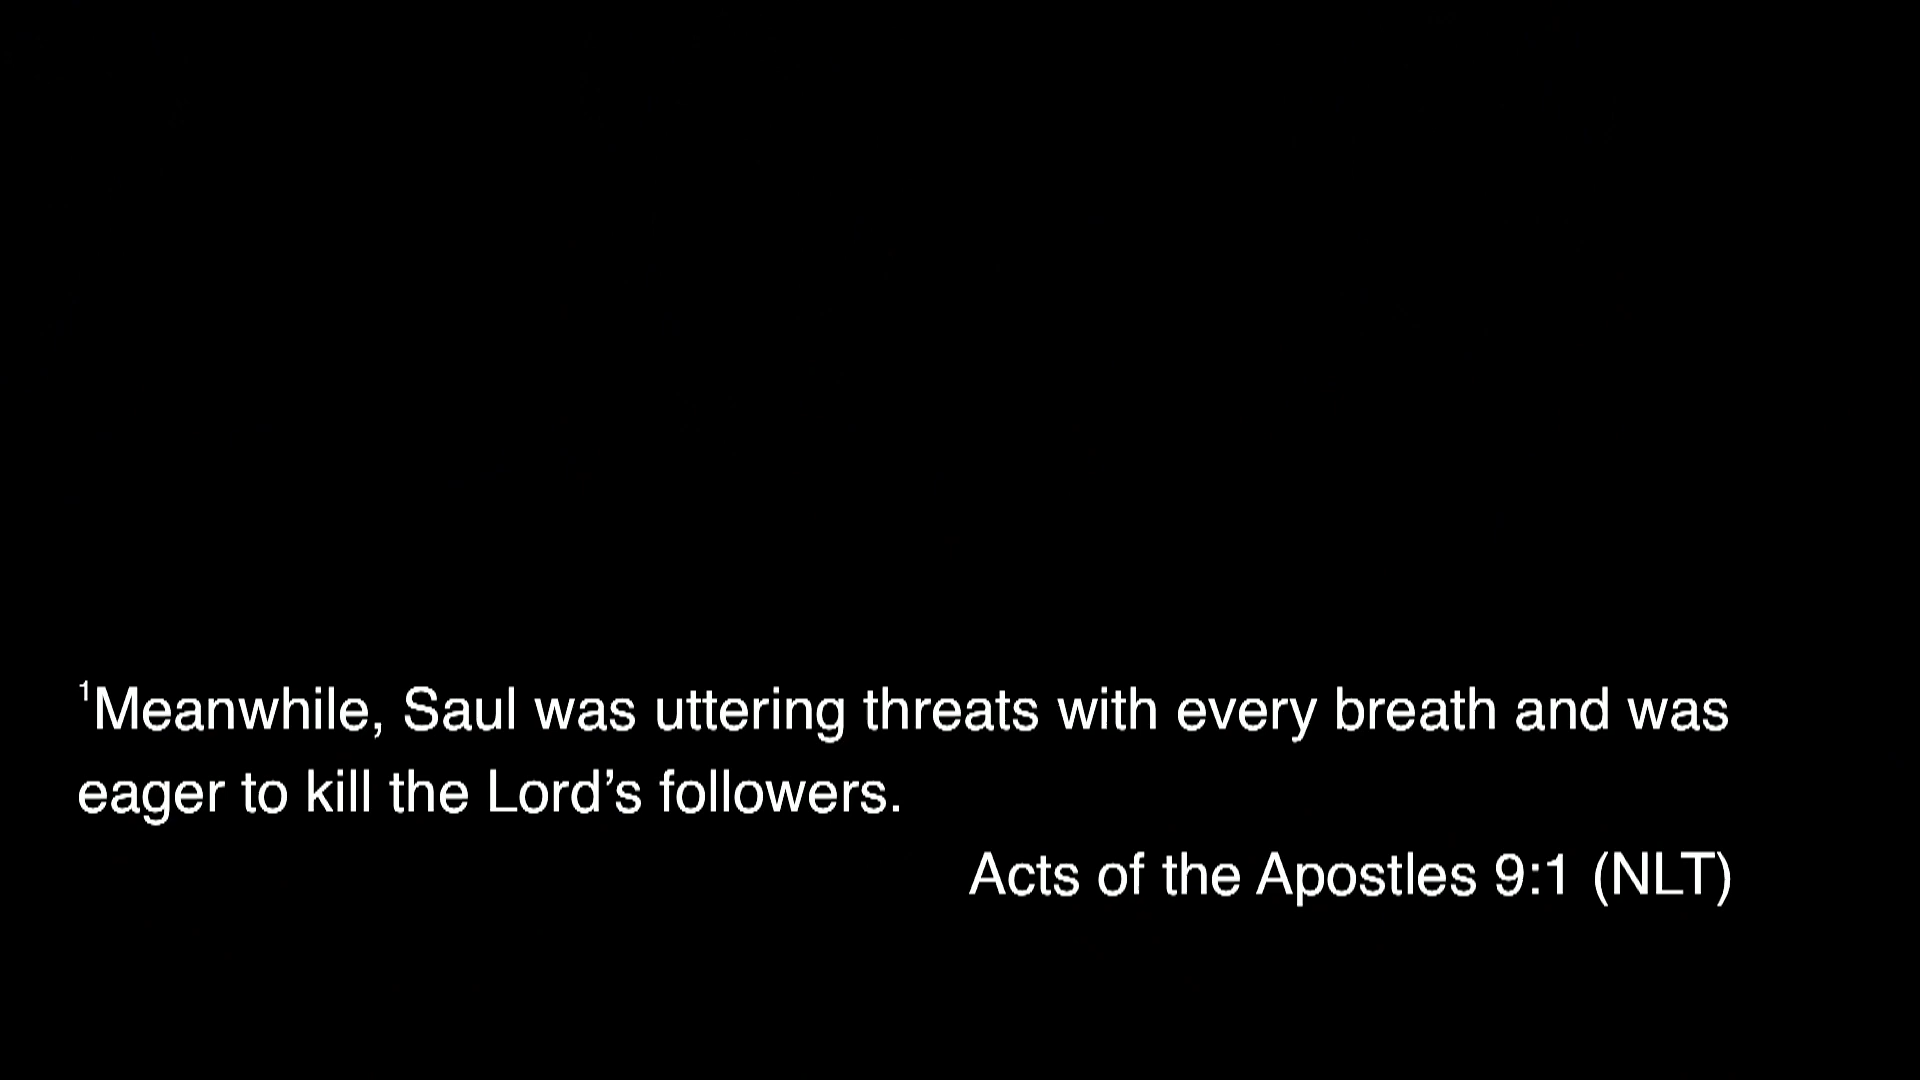 ¹Meanwhile, Saul was uttering threats with every breath and was
eager to kill the Lord’s followers.
Acts of the Apostles 9:1 (NLT)